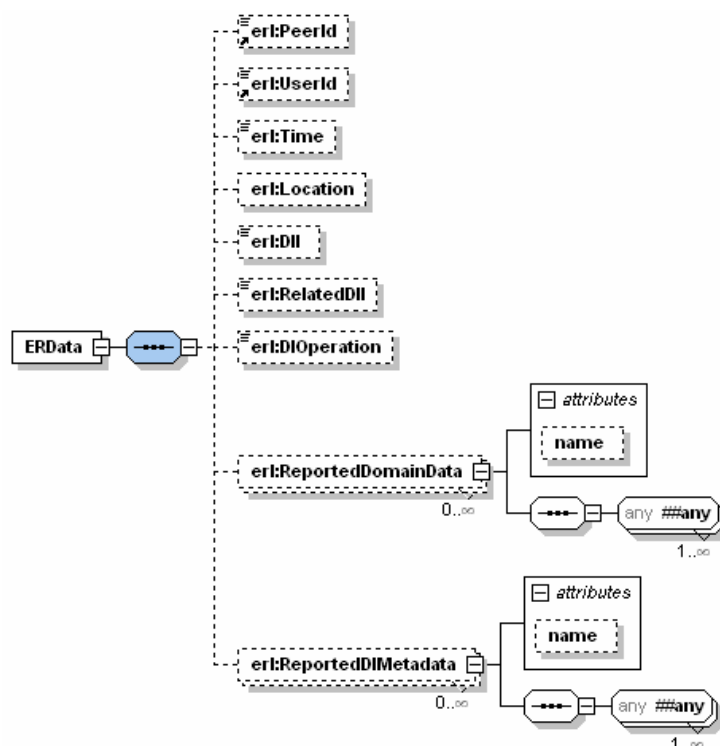 erl:PeerId
erl:UserId
erl:Time
erl:Location
erl:DII
erl:RelatedDII
ERData
erl:DIOperation
attributes
name
erl:ReportedDomainData
0..∞
any ##any
1..∞
attributes
name
erl:ReportedDIMetadata
0..∞
any ##any
1..∞